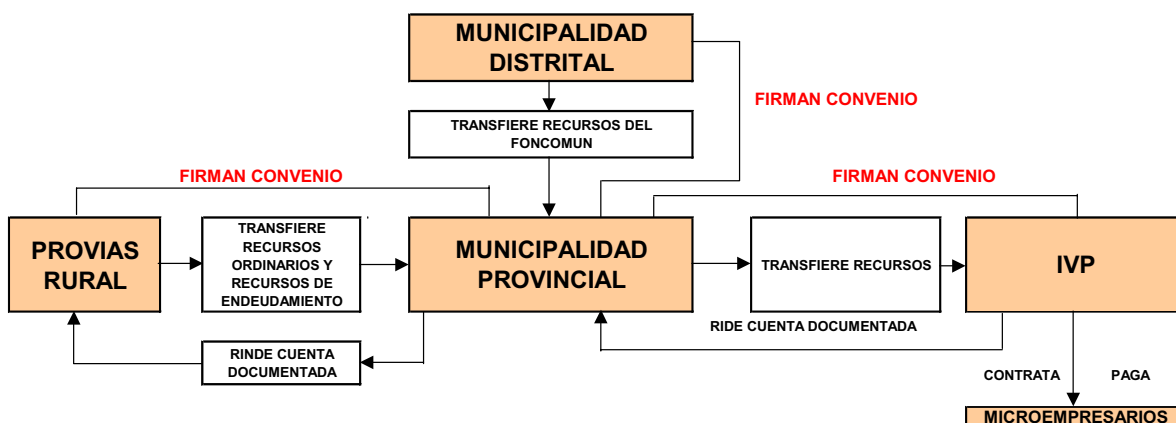 MUNICIPALIDAD
DISTRITAL
FIRMAN CONVENIO
TRANSFIERE RECURSOS DEL
FONCOMUN
FIRMAN CONVENIO
FIRMAN CONVENIO
PROVIAS
RURAL
TRANSFIERE
RECURSOS
ORDINARIOS Y
RECURSOS DE
ENDEUDAMIENTO
MUNICIPALIDAD
PROVINCIAL
TRANSFIERE RECURSOS
IVP
RIDE CUENTA DOCUMENTADA
RINDE CUENTA
DOCUMENTADA
CONTRATA
PAGA
MICROEMPRESARIOS